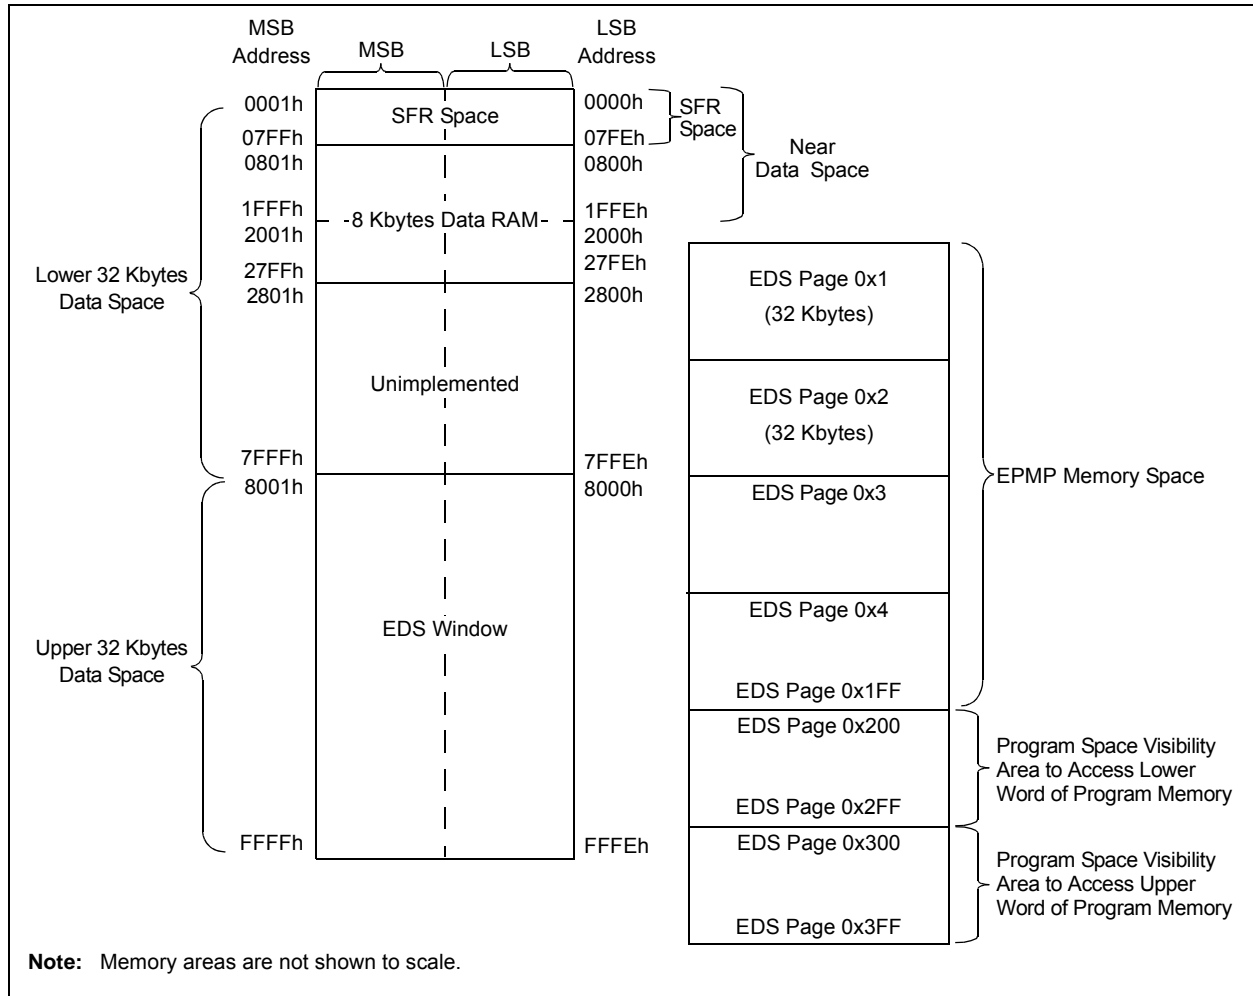 MSB
Address
MSB
LSB
LSB
Address
0001h
07FFh
0801h
1FFFh
2001h
27FFh
2801h
7FFFh
8001h
FFFFh
Lower 32 Kbytes
Data Space
Upper 32 Kbytes
Data Space
SFR Space
8 Kbytes Data RAM
Unimplemented
EDS Window
0000h
07FEh
0800h
1FFEh
2000h
27FEh
2800h
7FFEh
8000h
FFFEh
SFR
Space
Near
Data Space
EDS Page 0x1
(32 Kbytes)
EDS Page 0x2
(32 Kbytes)
EDS Page 0x3
EDS Page 0x4
EDS Page 0x1FF
EDS Page 0x200
EDS Page 0x2FF
EDS Page 0x300
EDS Page 0x3FF
EPMP Memory Space
Program Space Visibility
Area to Access Lower
Word of Program Memory
Program Space Visibility
Area to Access Upper
Word of Program Memory
Note: Memory areas are not shown to scale.